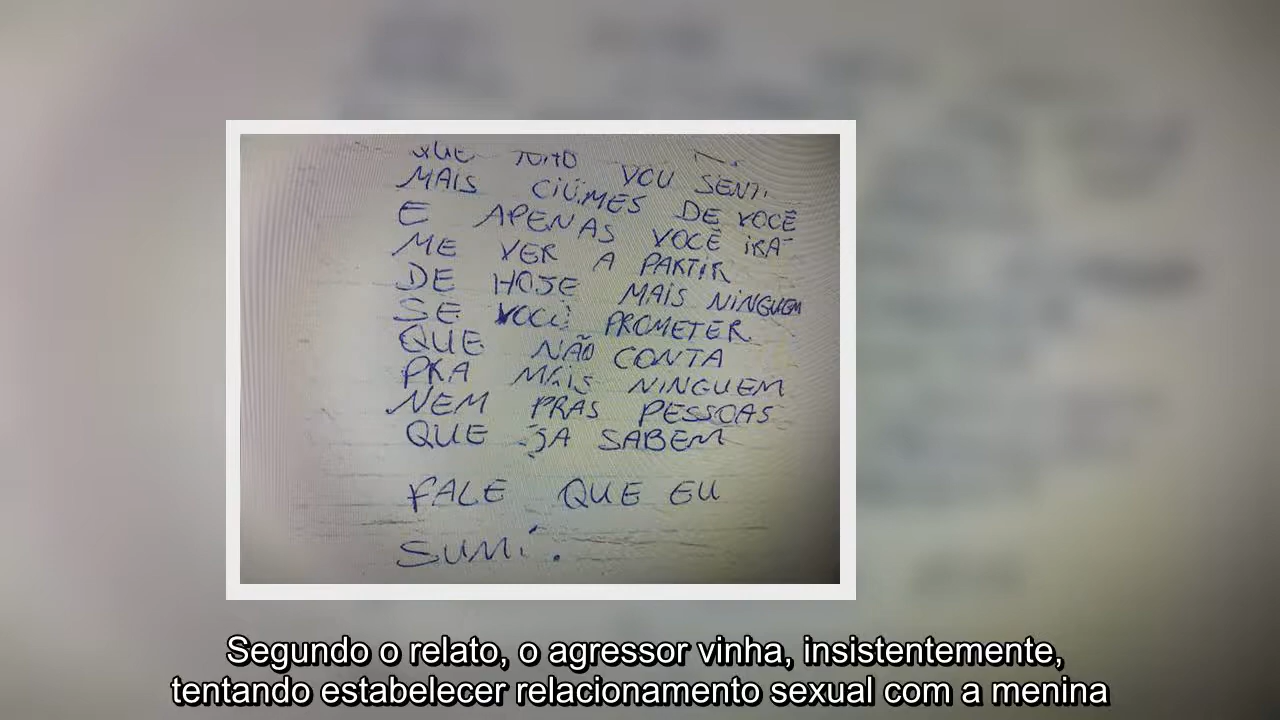 VOU SENTI
MAIS CIÚMES DE VOCÊ
E APENAS VOCÊ IRÁ
ME VER A PARTIR
DE HOJE MAIS NINGUEM
SE VOCÊ PROMETER
QUE NÃO CONTA
PRA MAIS NINGUEM
NEM PRAS PESSOAS
QUE JA SABEM
FALE QUE EU
SUMI.
Segundo o relato, o agressor vinha, insistentemente,
tentando estabelecer relacionamento sexual com a menina